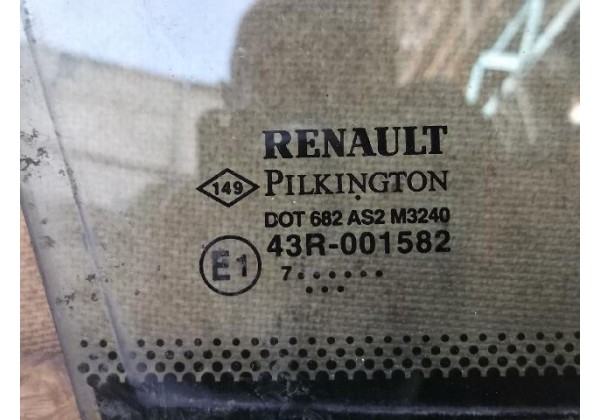 RENAULT
149 PILKINGTON
DOT 682 AS2 M3240
43R-001582
E1
7.......
...